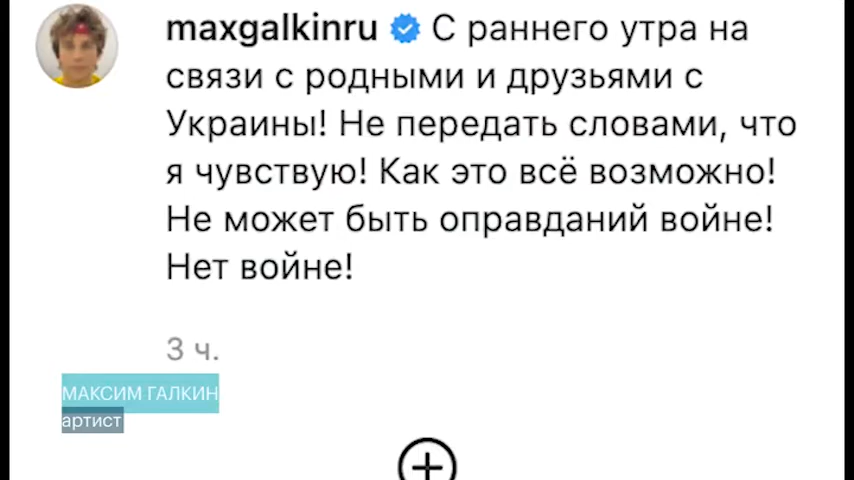 maxgalkinru С раннего утра на
связи с родными и друзьями с
Украины! Не передать словами, что
я чувствую! Как это всё возможно!
Не может быть оправданий войне!
Нет войне!
3 ч.
МАКСИМ ГАЛКИН
артист